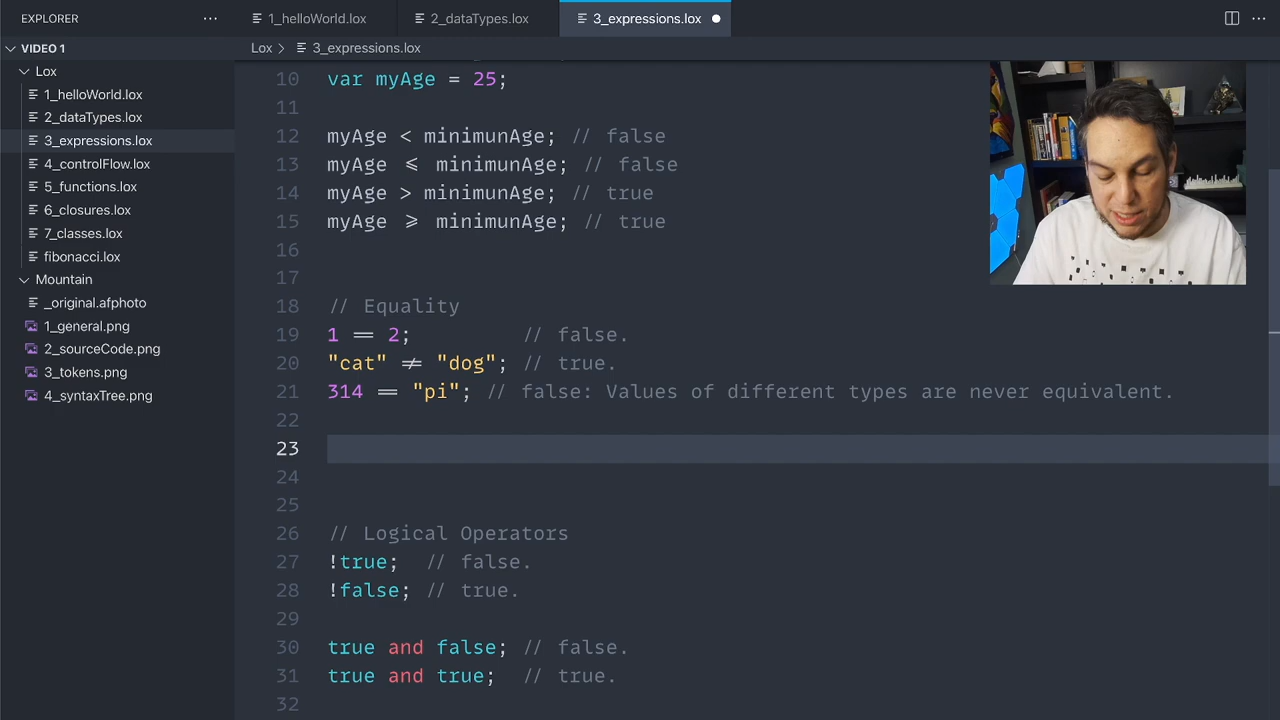 EXPLORER
1_helloWorld.lox
2_dataTypes.lox
3_expressions.lox
VIDEO 1
Lox
3_expressions.lox
Lox
1_helloWorld.lox
2_dataTypes.lox
3_expressions.lox
4_controlFlow.lox
5_functions.lox
6_closures.lox
7_classes.lox
fibonacci.lox
Mountain
_original.afphoto
1_general.png
2_sourceCode.png
3_tokens.png
4_syntaxTree.png
10 var myAge = 25;
11
12 myAge < minimunAge; // false
13 myAge <= minimunAge; // false
14 myAge > minimunAge; // true
15 myAge >= minimunAge; // true
16
17
18 // Equality
19 1 == 2; // false.
20 "cat" != "dog"; // true.
21 314 == "pi"; // false: Values of different types are never equivalent.
22
23
24
25
26 // Logical Operators
27 !true; // false.
28 !false; // true.
29
30 true and false; // false.
31 true and true; // true.
32